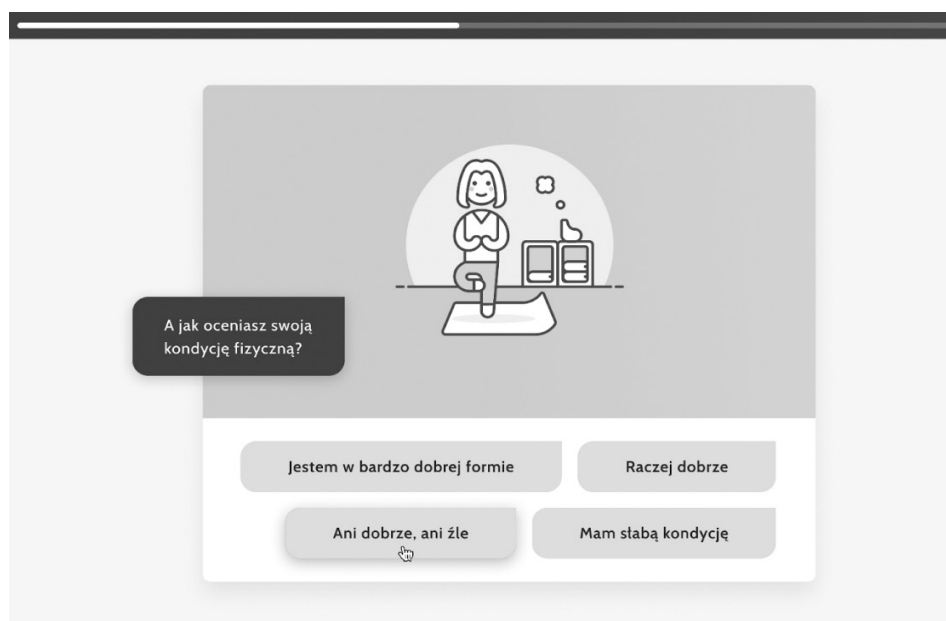 A jak oceniasz swoją
kondycję fizyczną?
Jestem w bardzo dobrej formie
Raczej dobrze
Ani dobrze, ani źle
Mam słabą kondycję